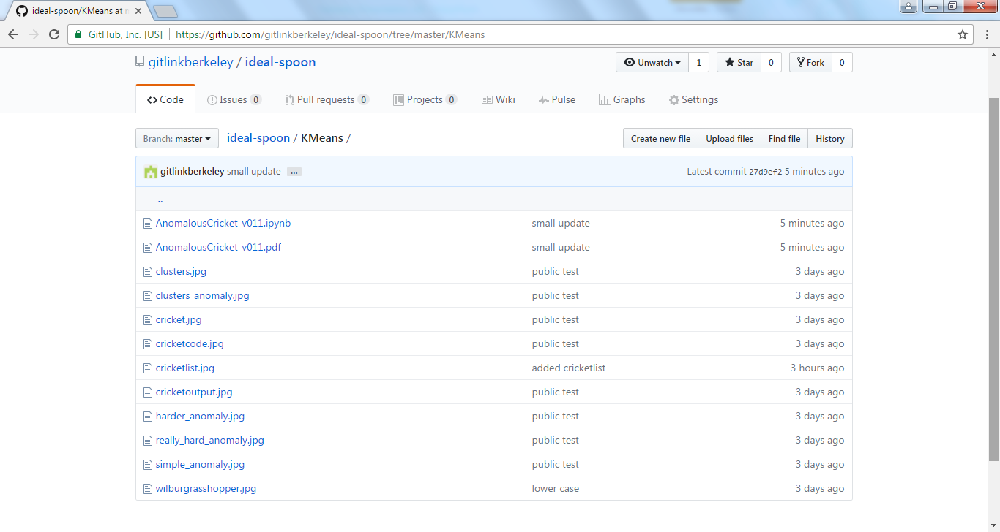 ideal-spoon/KMeans at m
GitHub, Inc. [US] https://github.com/gitlinkberkeley/ideal-spoon/tree/master/KMeans
gitlinkberkeley / ideal-spoon Unwatch 1 Star 0 Fork 0
Code Issues 0 Pull requests 0 Projects 0 Wiki Pulse Graphs Settings
Branch: master ideal-spoon / KMeans / Create new file Upload files Find file History
gitlinkberkeley small update ... Latest commit 27d9ef2 5 minutes ago
..
AnomalousCricket-v011.ipynb small update 5 minutes ago
AnomalousCricket-v011.pdf small update 5 minutes ago
clusters.jpg public test 3 days ago
clusters_anomaly.jpg public test 3 days ago
cricket.jpg public test 3 days ago
cricketcode.jpg public test 3 days ago
cricketlist.jpg added cricketlist 3 hours ago
cricketoutput.jpg public test 3 days ago
harder_anomaly.jpg public test 3 days ago
really_hard_anomaly.jpg public test 3 days ago
simple_anomaly.jpg public test 3 days ago
wilburgrasshopper.jpg lower case 3 days ago